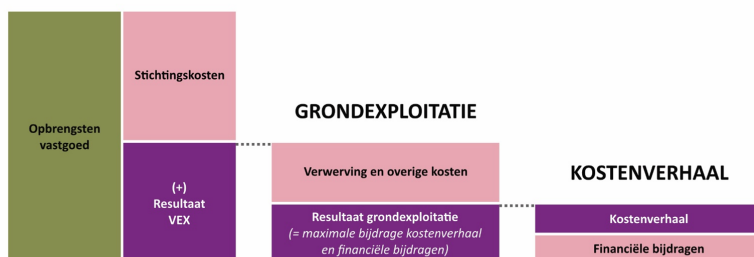 Stichtingskosten
Opbrengsten
vastgoed
(+)
Resultaat
VEX
GRONDEXPLOITATIE
Verwerving en overige kosten
Resultaat grondexploitatie
(= maximale bijdrage kostenverhaal
en financiële bijdragen)
KOSTENVERHAAL
Kostenverhaal
Financiële bijdragen